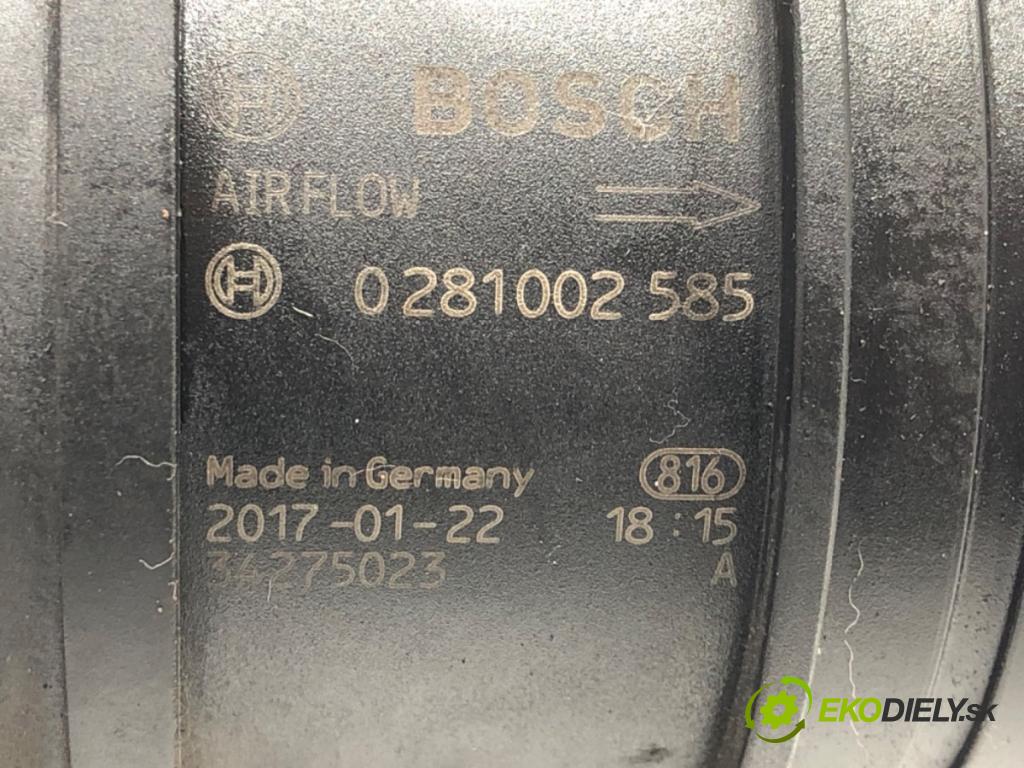 BOSCH
AIRFLOW
0 281 002 585
Made in Germany 816
2017-01-22 18:15
34275023 A
EKODIELY.sk